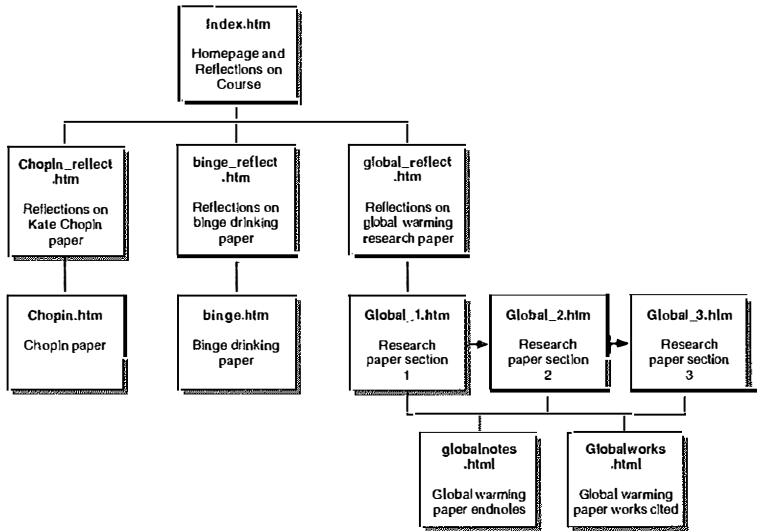 Index.htm
Homepage and
Reflections on
Course
Chopin_reflect
.htm
Reflections on
Kate Chopin
paper
binge_reflect
.htm
Reflections on
binge drinking
paper
global_reflect
.htm
Reflections on
global warming
research paper
Chopin.htm
Chopin paper
binge.htm
Binge drinking
paper
Global_1.htm
Research
paper section
1
Global_2.htm
Research
paper section
2
Global_3.htm
Research
paper section
3
globalnotes
.html
Global warming
paper endnotes
Globalworks
.html
Global warming
paper works cited